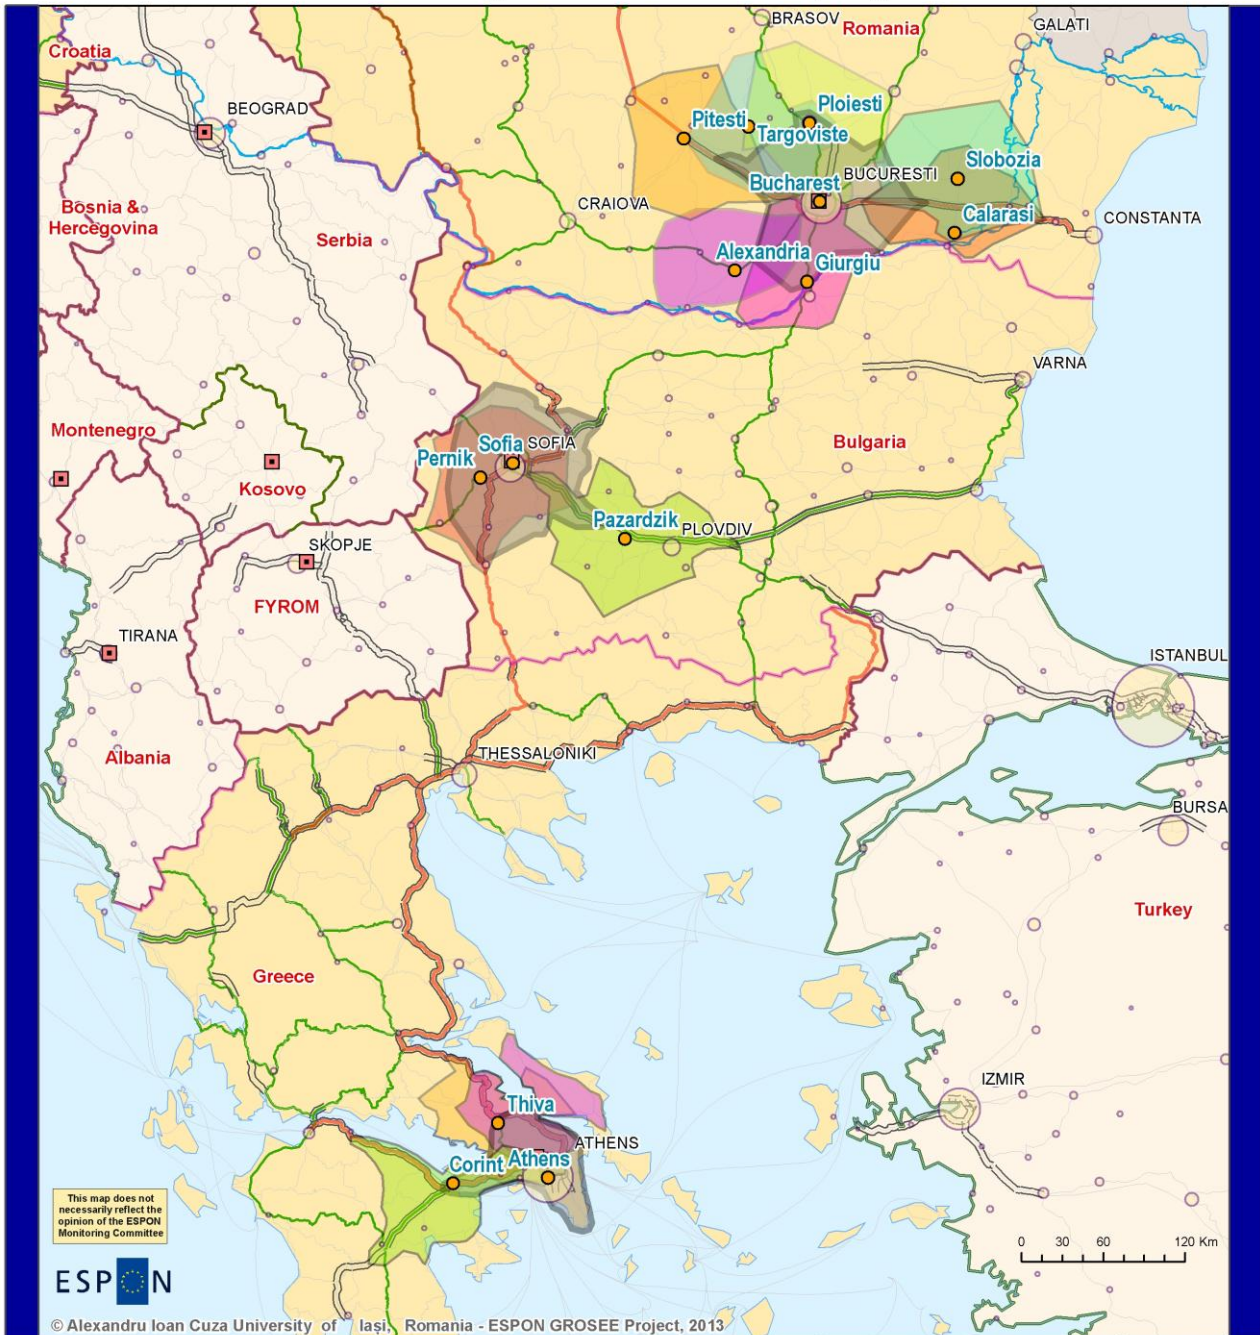 BRASOV
Romania
GALATI
Croatia
BEOGRAD
Pitesti
Ploiesti
Targoviste
Slobozia
BUCURESTI
Bucharest
Bosnia &
Hercegovina
CRAIOVA
Serbia
Calarasi
CONSTANTA
Alexandria
Giurgiu
VARNA
Montenegro
Sofia
SOFIA
Bulgaria
Pernik
Kosovo
Pazardzik
PLOVDIV
SKOPJE
FYROM
TIRANA
ISTANBUL
Albania
THESSALONIKI
BURSA
Turkey
Greece
IZMIR
Thiva
ATHENS
Corint
Athens
This map does not
necessarily reflect the
opinion of the ESPON
Monitoring Committee
0 30 60 120 Km
ESPON
© Alexandru Ioan Cuza University of Iași, Romania - ESPON GROSEE Project, 2013